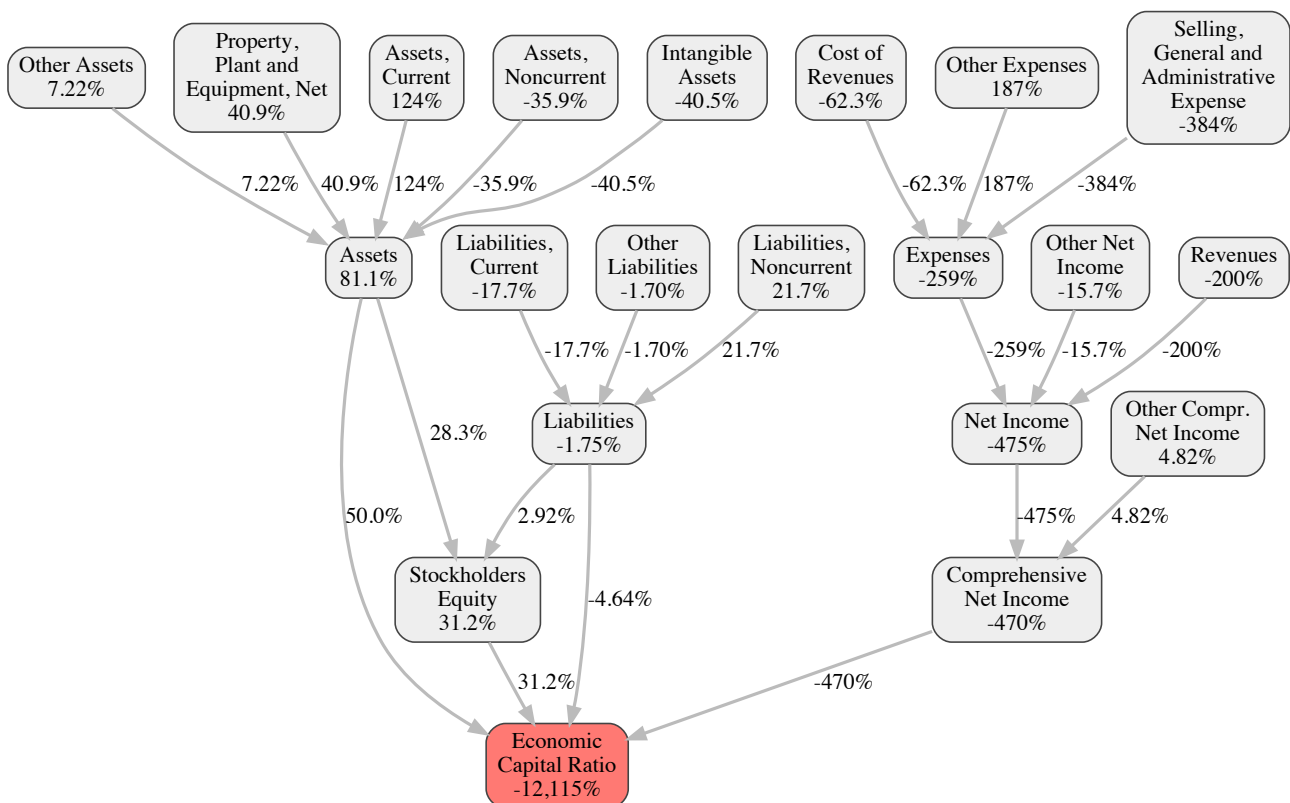 Other Assets
7.22%
Property,
Plant and
Equipment, Net
40.9%
Assets,
Current
124%
Assets,
Noncurrent
-35.9%
Intangible
Assets
-40.5%
Cost of
Revenues
-62.3%
Other Expenses
187%
Selling,
General and
Administrative
Expense
-384%
7.22%
40.9%
124%
-35.9%
-40.5%
-62.3%
187%
-384%
Assets
81.1%
Liabilities,
Current
-17.7%
Other
Liabilities
-1.70%
Liabilities,
Noncurrent
21.7%
Expenses
-259%
Other Net
Income
-15.7%
Revenues
-200%
-17.7%
-1.70%
21.7%
-259%
-15.7%
-200%
Liabilities
-1.75%
Net Income
-475%
Other Compr.
Net Income
4.82%
28.3%
50.0%
2.92%
-475%
4.82%
Stockholders
Equity
31.2%
-4.64%
Comprehensive
Net Income
-470%
31.2%
-470%
Economic
Capital Ratio
-12,115%